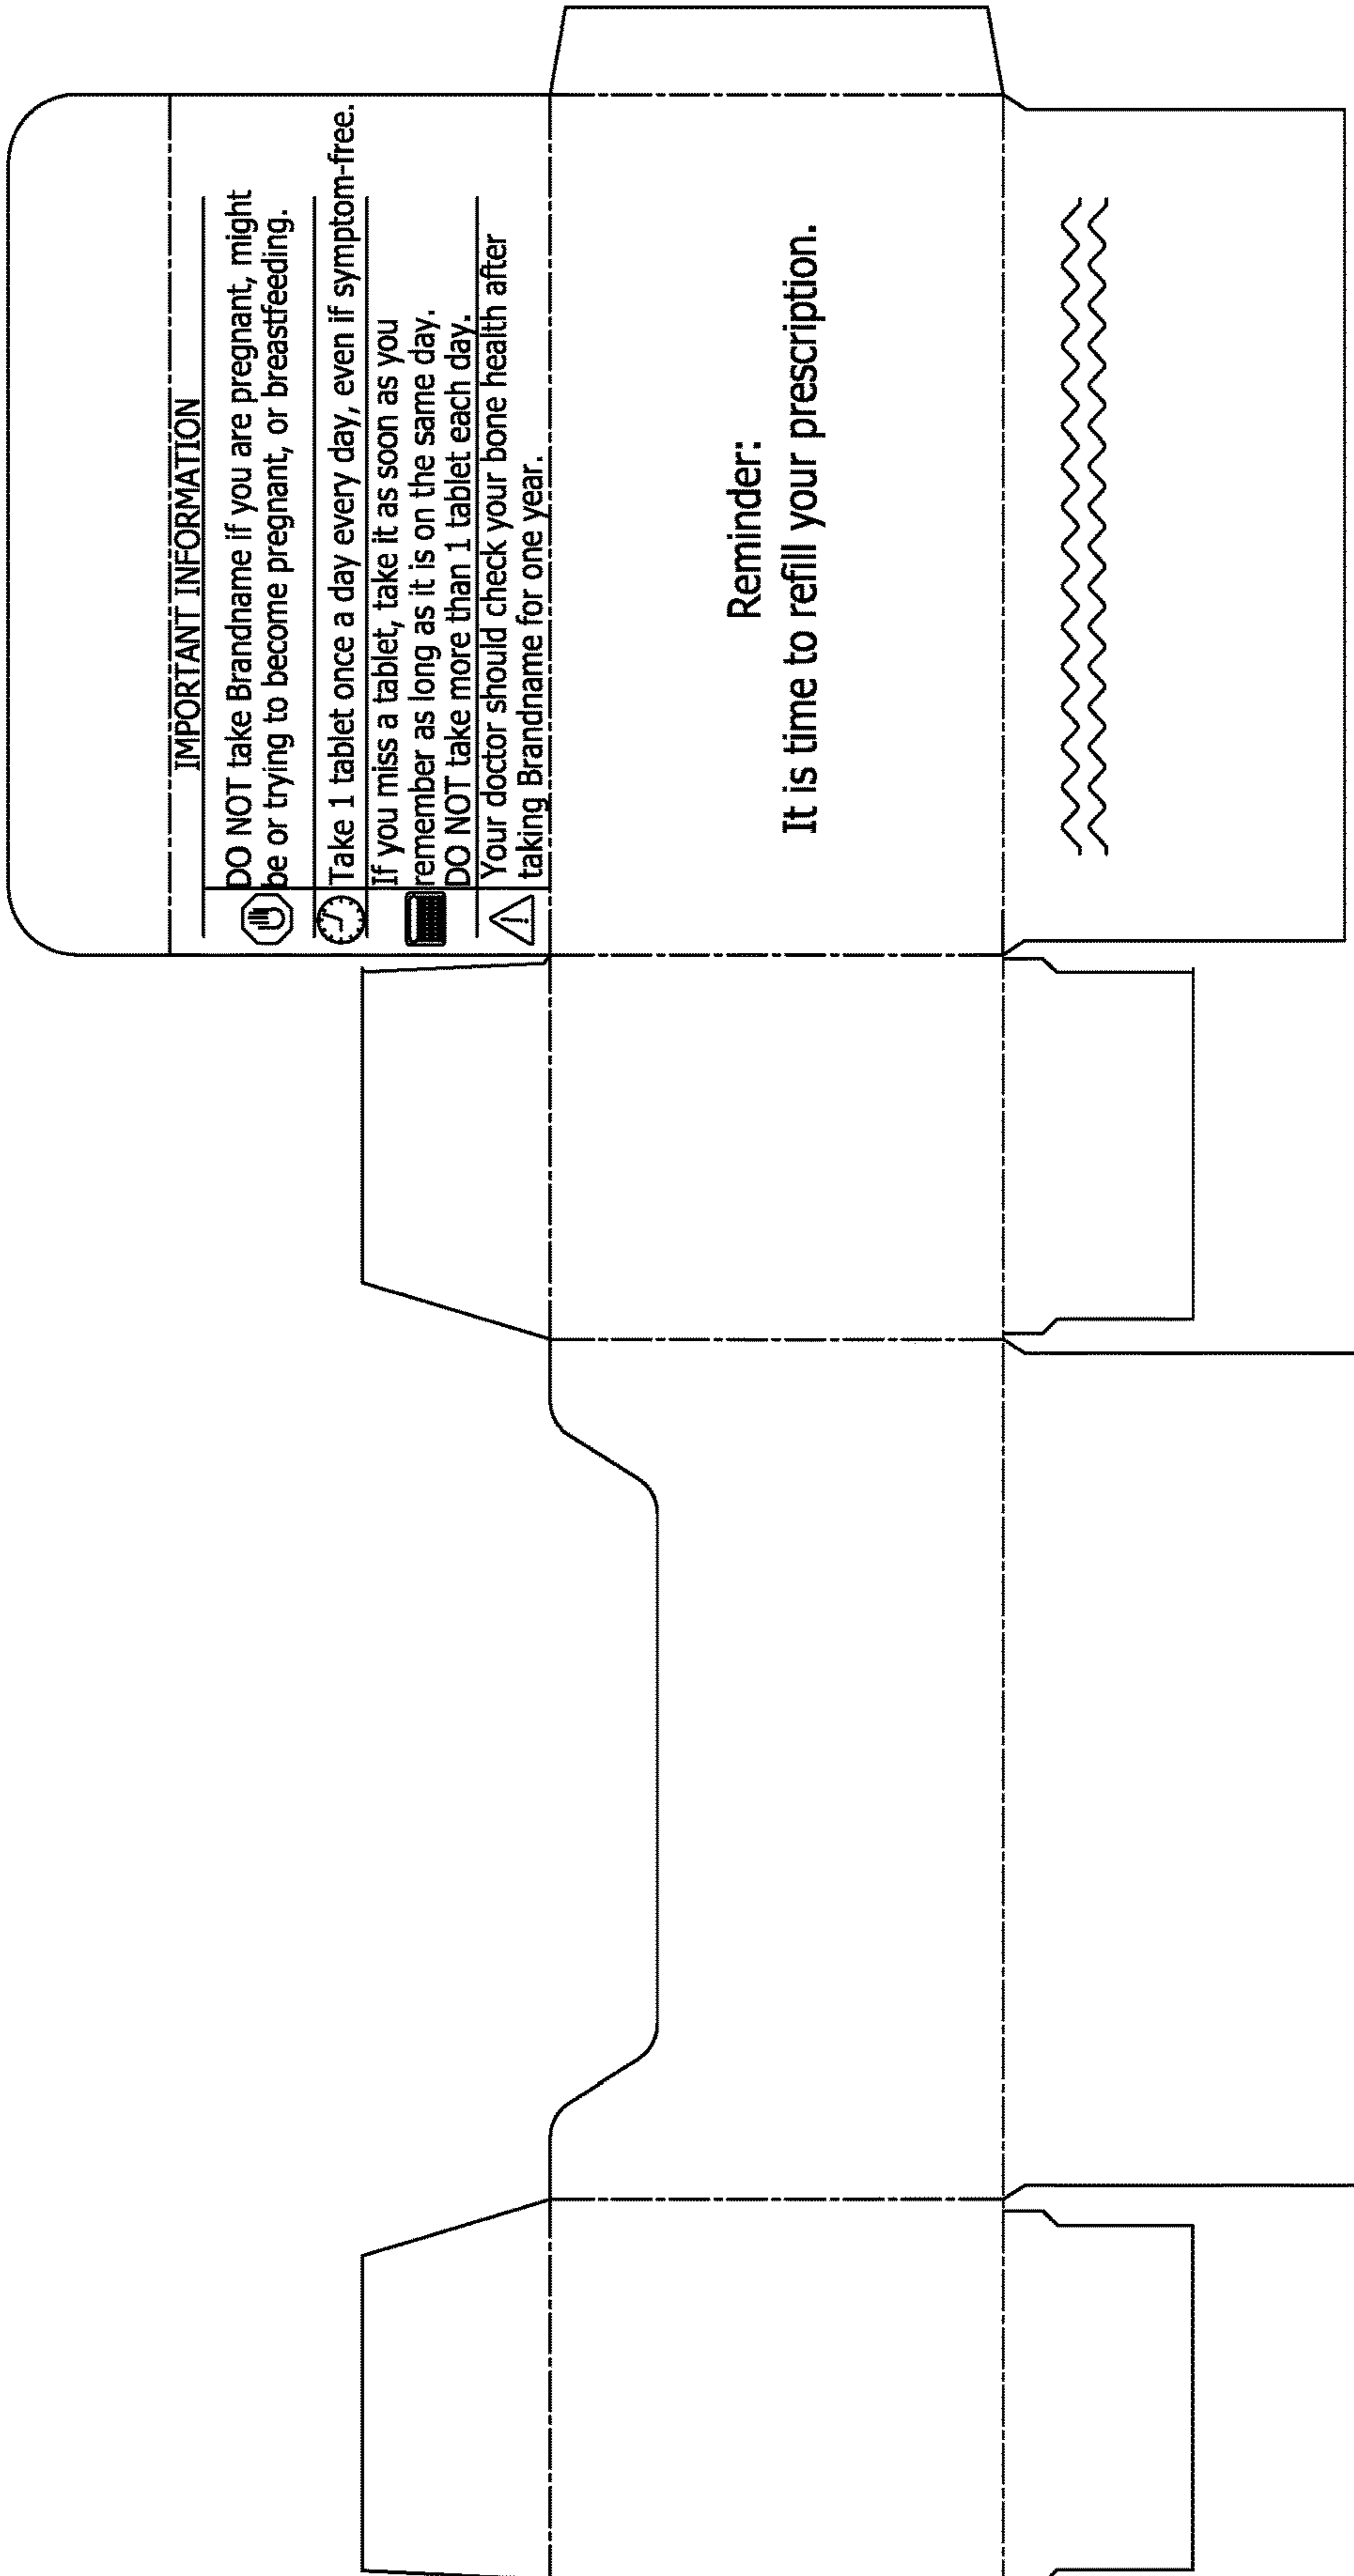 IMPORTANT INFORMATION
DO NOT take Brandname if you are pregnant, might
be or trying to become pregnant, or breastfeeding.
Take 1 tablet once a day every day, even if symptom-free.
If you miss a tablet, take it as soon as you
remember as long as it is on the same day.
DO NOT take more than 1 tablet each day.
Your doctor should check your bone health after
taking Brandname for one year.
Reminder:
It is time to refill your prescription.